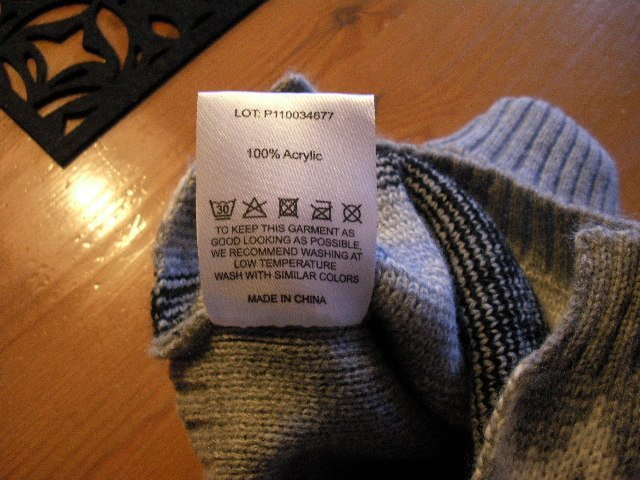 LOT: P110034677
100% Acrylic
30
TO KEEP THIS GARMENT AS
GOOD LOOKING AS POSSIBLE,
WE RECOMMEND WASHING AT
LOW TEMPERATURE
WASH WITH SIMILAR COLORS
MADE IN CHINA